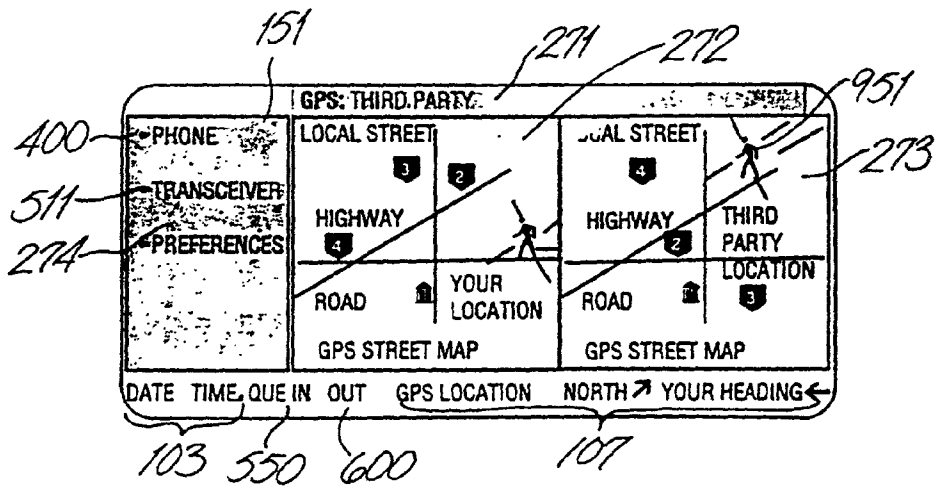 151
271
272
951
GPS: THIRD PARTY
400
PHONE
LOCAL STREET
CAL STREET
3
2
4
273
511
TRANSCEIVER
HIGHWAY
HIGHWAY
THIRD
274
PREFERENCES
4
2
PARTY
LOCATION
ROAD
YOUR
LOCATION
ROAD
3
GPS STREET MAP
GPS STREET MAP
DATE TIME QUE IN OUT GPS LOCATION NORTH YOUR HEADING
103
550
600
107